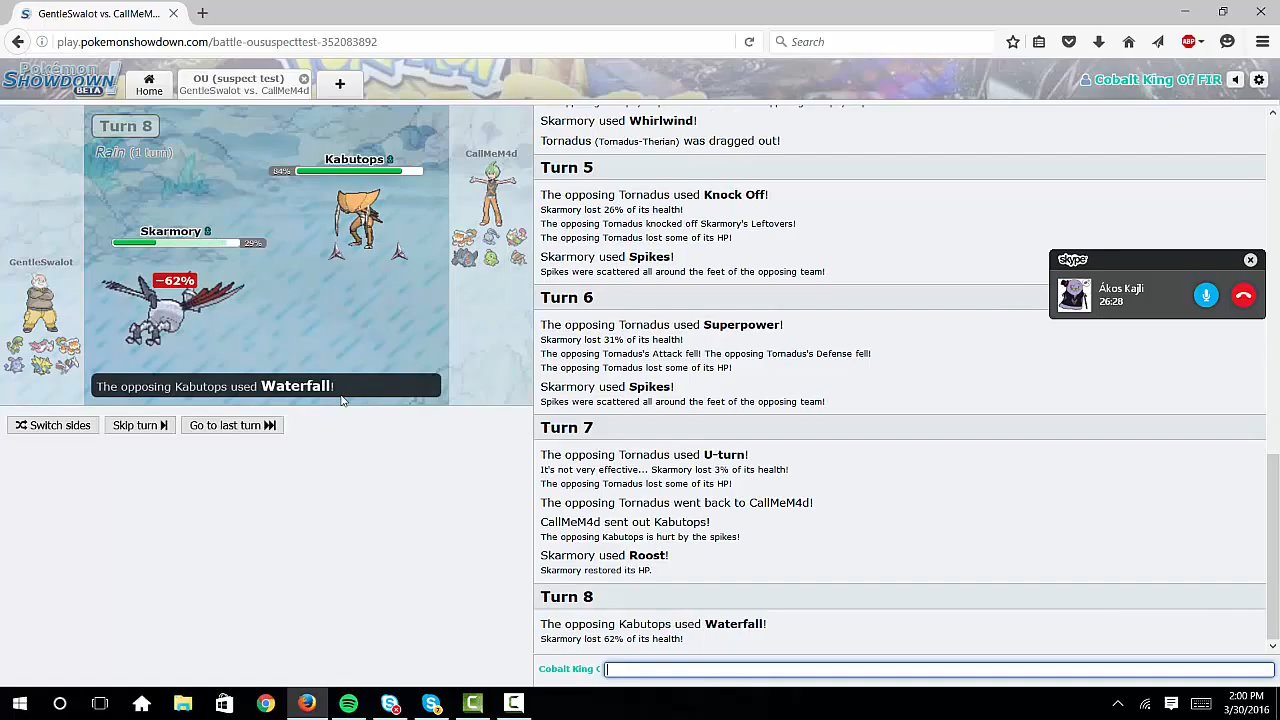 GentleSwalot vs. CallMeM...
play.pokemonshowdown.com/battle-oususpecttest-352083892
Search
ABP
Pokémon
SHOWDOWN!
BETA
Home
OU (suspect test)
GentleSwalot vs. CallMeM4d
Cobalt King Of FIR
Turn 8
Rain (1 turn)
Kabutops
84%
CallMeM4d
Skarmory
29%
GentleSwalot
−62%
The opposing Kabutops used Waterfall!
Switch sides
Skip turn
Go to last turn
Skarmory used Whirlwind!
Tornadus (Tornadus-Therian) was dragged out!
Turn 5
The opposing Tornadus used Knock Off!
Skarmory lost 26% of its health!
The opposing Tornadus knocked off Skarmory's Leftovers!
The opposing Tornadus lost some of its HP!
Skarmory used Spikes!
Spikes were scattered all around the feet of the opposing team!
Turn 6
The opposing Tornadus used Superpower!
Skarmory lost 31% of its health!
The opposing Tornadus's Attack fell! The opposing Tornadus's Defense fell!
The opposing Tornadus lost some of its HP!
Skarmory used Spikes!
Spikes were scattered all around the feet of the opposing team!
Turn 7
The opposing Tornadus used U-turn!
It's not very effective... Skarmory lost 3% of its health!
The opposing Tornadus lost some of its HP!
The opposing Tornadus went back to CallMeM4d!
CallMeM4d sent out Kabutops!
The opposing Kabutops is hurt by the spikes!
Skarmory used Roost!
Skarmory restored its HP.
Turn 8
The opposing Kabutops used Waterfall!
Skarmory lost 62% of its health!
Cobalt King
skype
Ákos Kajli
26:28
2:00 PM
3/30/2016